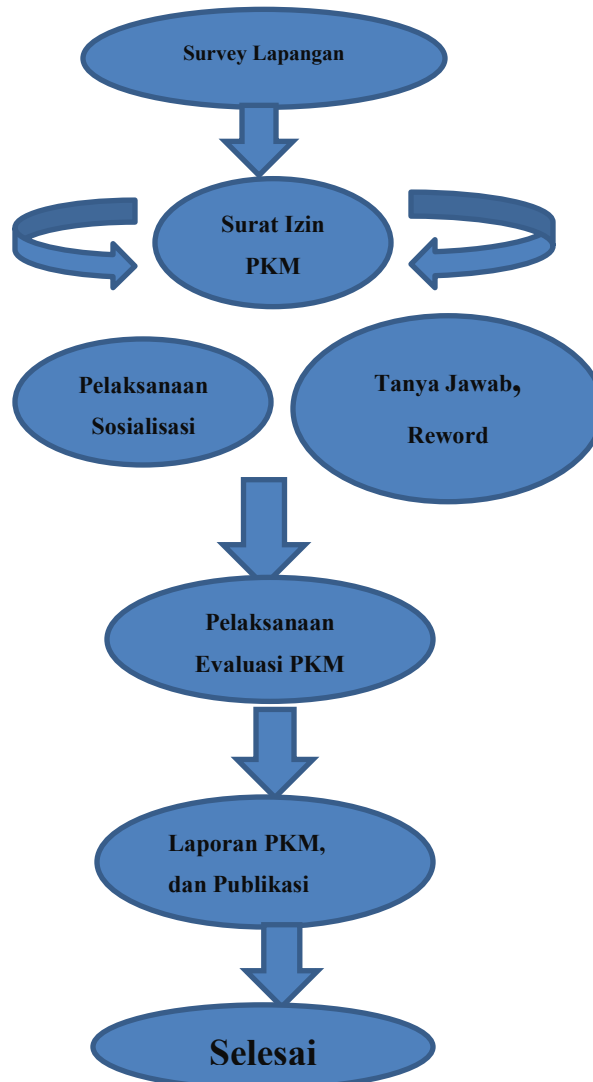 Survey Lapangan
Surat Izin
PKM
Pelaksanaan
Sosialisasi
Tanya Jawab,
Reword
Pelaksanaan
Evaluasi PKM
Laporan PKM,
dan Publikasi
Selesai